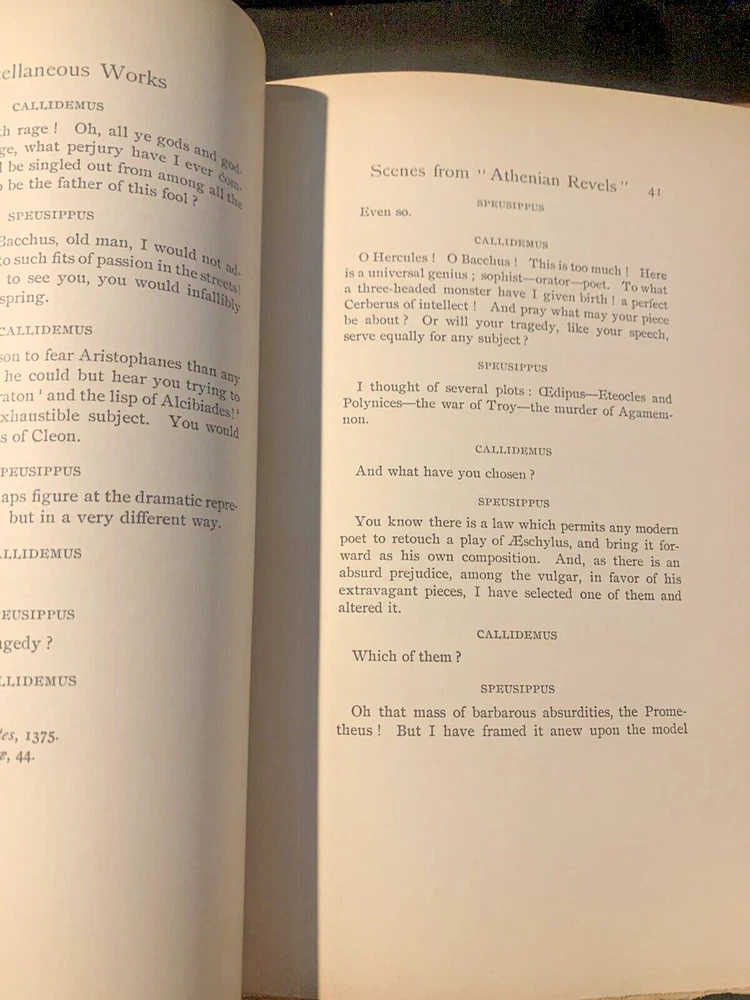 ellaneous Works
CALLIDEMUS
h rage ! Oh, all ye gods and god-
ge, what perjury have I ever com-
l be singled out from among all the
o be the father of this fool ?
SPEUSIPPUS
Bacchus, old man, I would not ad-
to such fits of passion in the streets !
to see you, you would infallibly
spring.
CALLIDEMUS
son to fear Aristophanes than any
he could but hear you trying to
raton ¹ and the lisp of Alcibiades ! ²
xhaustible subject. You would
s of Cleon.
PEUSIPPUS
aps figure at the dramatic repre-
but in a very different way.
LLIDEMUS
EUSIPPUS
gedy ?
LLIDEMUS
es, 1375.
æ, 44.
Scenes from " Athenian Revels " 41
SPEUSIPPUS
Even so.
CALLIDEMUS
O Hercules ! O Bacchus ! This is too much ! Here
is a universal genius ; sophist—orator—poet. To what
a three-headed monster have I given birth ! a perfect
Cerberus of intellect ! And pray what may your piece
be about ? Or will your tragedy, like your speech,
serve equally for any subject ?
SPEUSIPPUS
I thought of several plots : Œdipus—Eteocles and
Polynices—the war of Troy—the murder of Agamem-
non.
CALLIDEMUS
And what have you chosen ?
SPEUSIPPUS
You know there is a law which permits any modern
poet to retouch a play of Æschylus, and bring it for-
ward as his own composition. And, as there is an
absurd prejudice, among the vulgar, in favor of his
extravagant pieces, I have selected one of them and
altered it.
CALLIDEMUS
Which of them ?
SPEUSIPPUS
Oh that mass of barbarous absurdities, the Prome-
theus ! But I have framed it anew upon the model